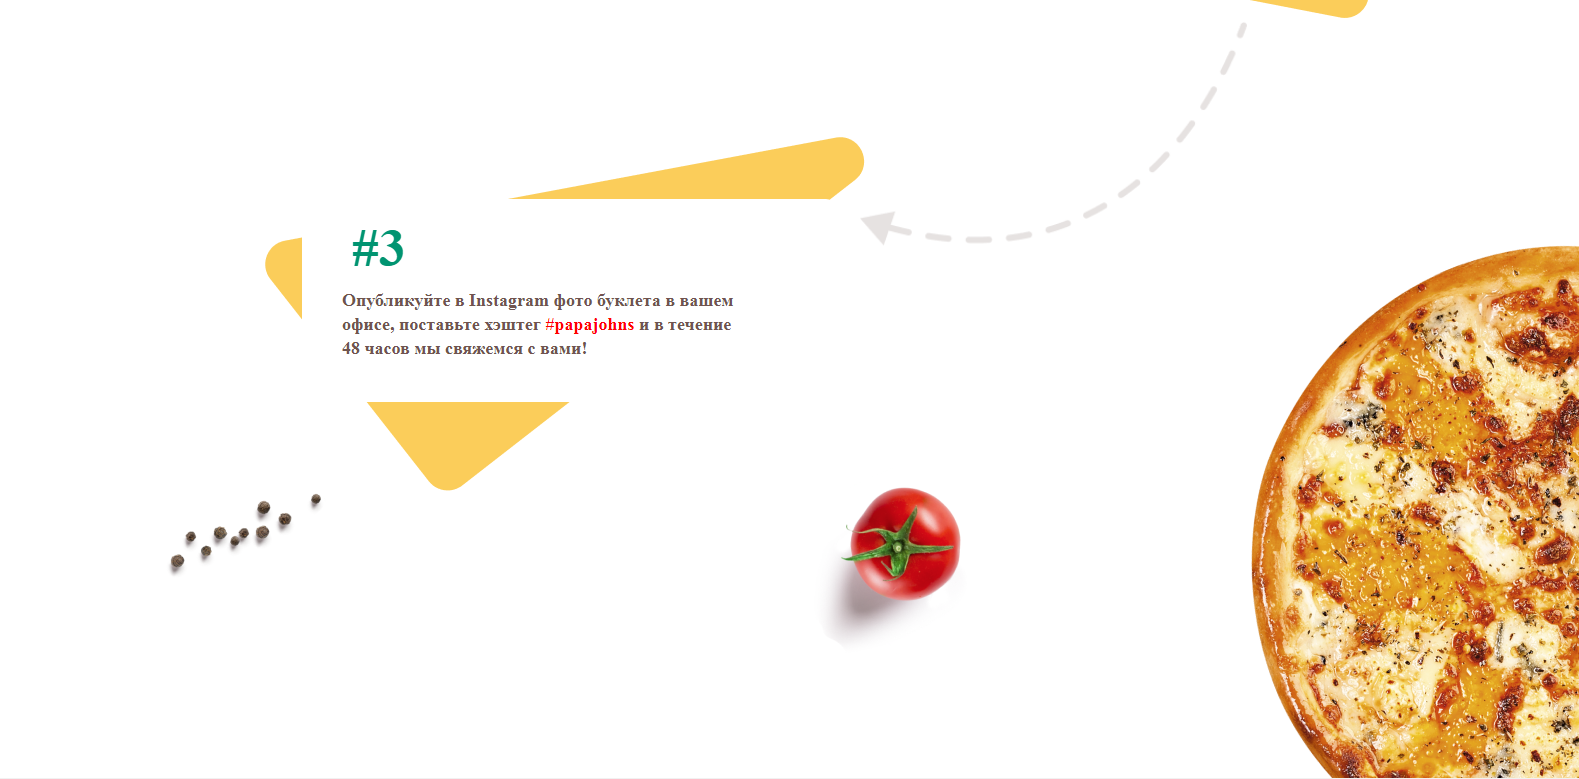 #3
Опубликуйте в Instagram фото буклета в вашем
офисе, поставьте хэштег #papajohns и в течение
48 часов мы свяжемся с вами!